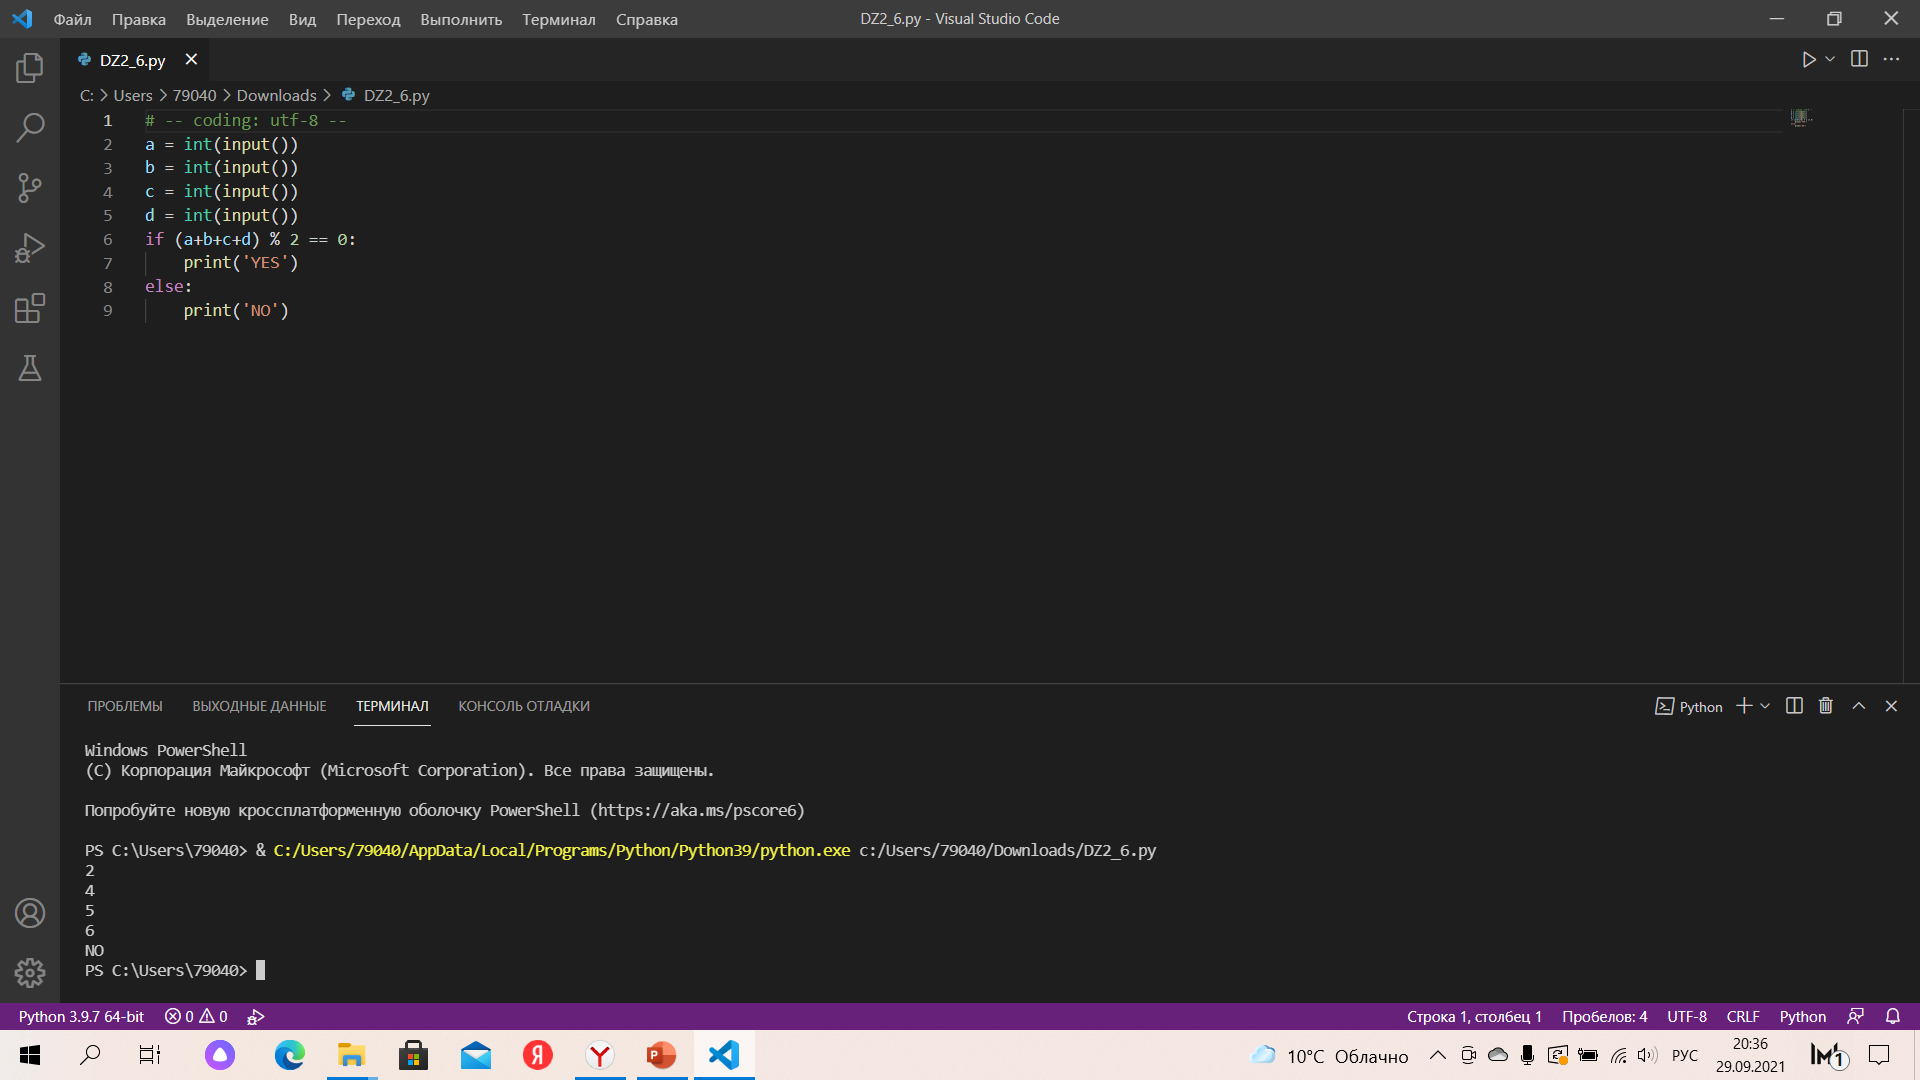 Файл Правка Выделение Вид Переход Выполнить Терминал Справка DZ2_6.py - Visual Studio Code
DZ2_6.py
C: > Users > 79040 > Downloads > DZ2_6.py
1 # -- coding: utf-8 --
2 a = int(input())
3 b = int(input())
4 c = int(input())
5 d = int(input())
6 if (a+b+c+d) % 2 == 0:
7 print('YES')
8 else:
9 print('NO')
ПРОБЛЕМЫ ВЫХОДНЫЕ ДАННЫЕ ТЕРМИНАЛ КОНСОЛЬ ОТЛАДКИ Python
Windows PowerShell
(C) Корпорация Майкрософт (Microsoft Corporation). Все права защищены.
Попробуйте новую кроссплатформенную оболочку PowerShell (https://aka.ms/pscore6)
PS C:\Users\79040> & C:/Users/79040/AppData/Local/Programs/Python/Python39/python.exe c:/Users/79040/Downloads/DZ2_6.py
2
4
5
6
NO
PS C:\Users\79040>
Python 3.9.7 64-bit 0 0 Строка 1, столбец 1 Пробелов: 4 UTF-8 CRLF Python
10°C Облачно РУС 20:36
29.09.2021 1